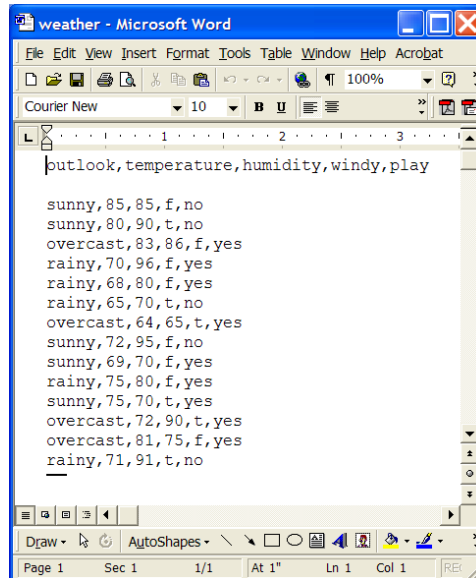 weather - Microsoft Word
File Edit View Insert Format Tools Table Window Help Acrobat
100%
Courier New 10 B U
1 2 3
outlook,temperature,humidity,windy,play
sunny,85,85,f,no
sunny,80,90,t,no
overcast,83,86,f,yes
rainy,70,96,f,yes
rainy,68,80,f,yes
rainy,65,70,t,no
overcast,64,65,t,yes
sunny,72,95,f,no
sunny,69,70,f,yes
rainy,75,80,f,yes
sunny,75,70,t,yes
overcast,72,90,t,yes
overcast,81,75,f,yes
rainy,71,91,t,no
Draw AutoShapes
Page 1 Sec 1 1/1 At 1" Ln 1 Col 1 REC